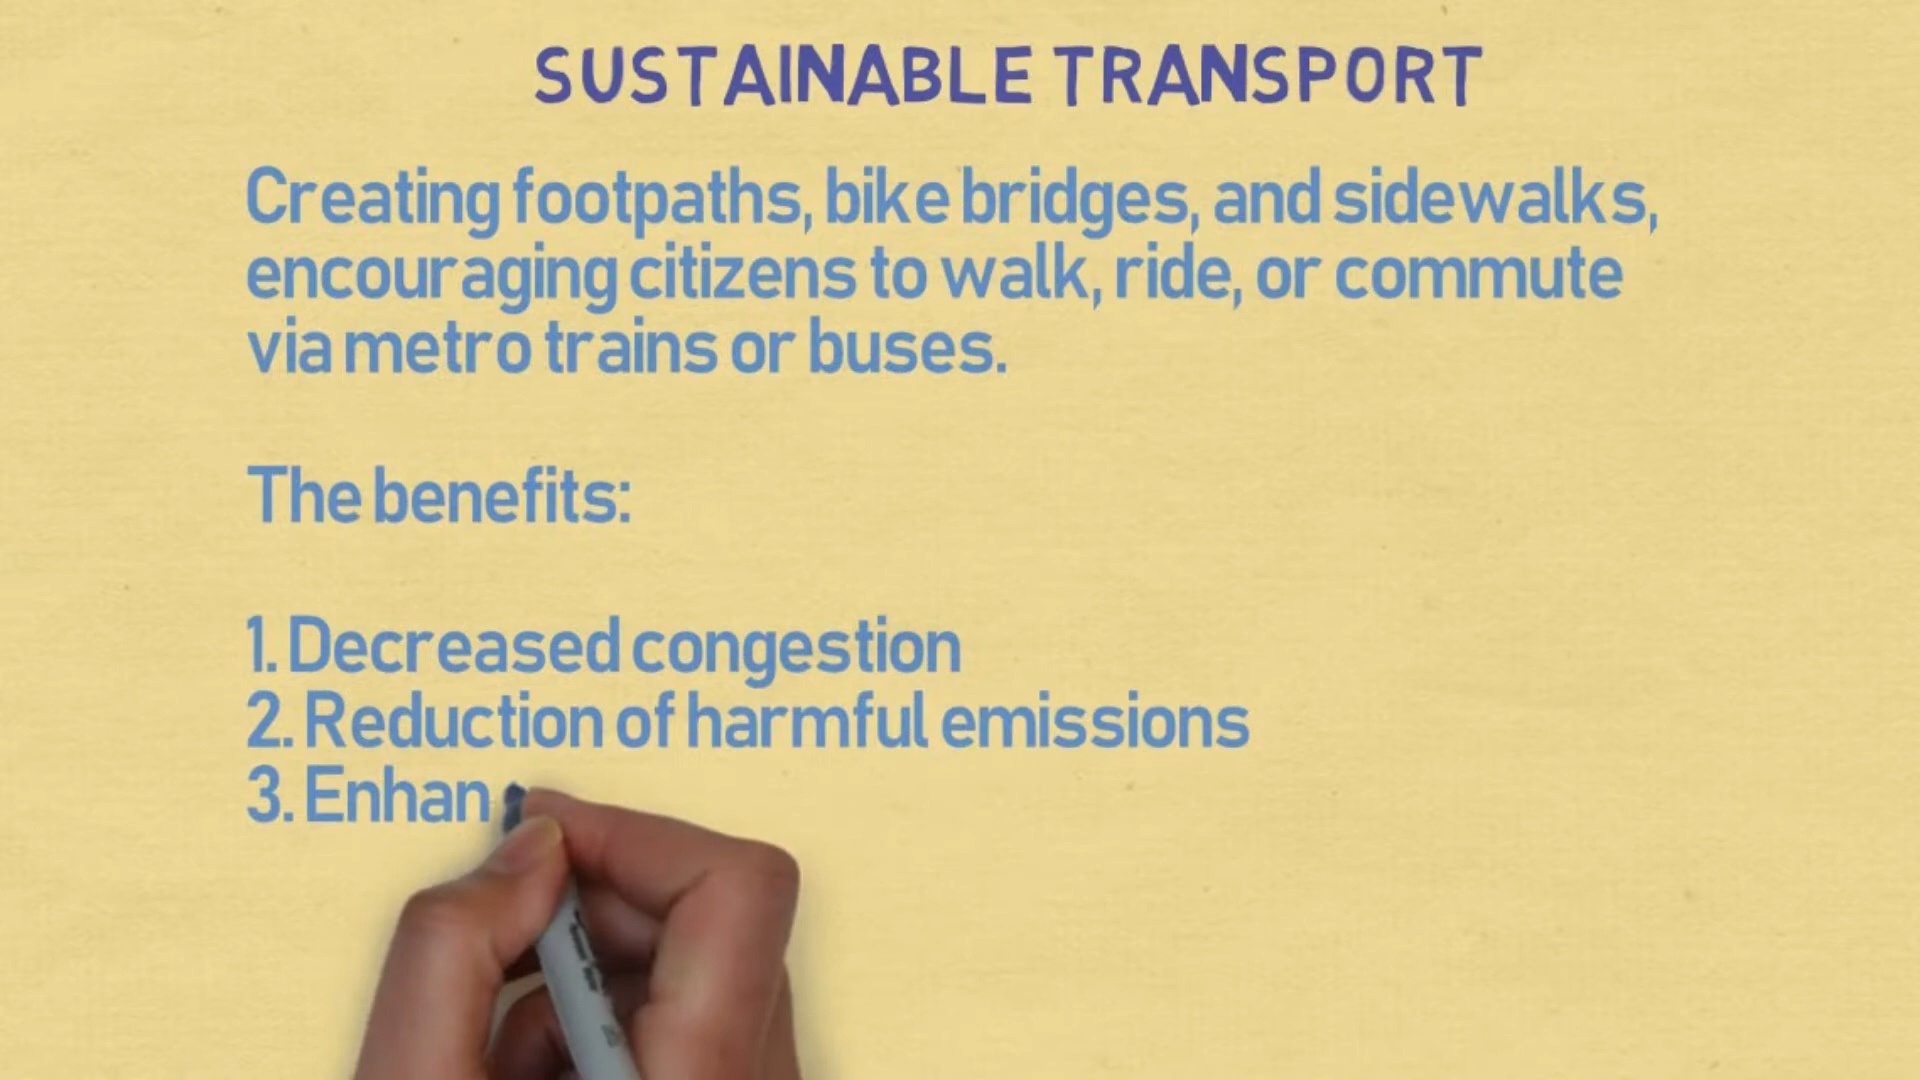 SUSTAINABLE TRANSPORT
Creating footpaths, bike bridges, and sidewalks,
encouraging citizens to walk, ride, or commute
via metro trains or buses.
The benefits:
1. Decreased congestion
2. Reduction of harmful emissions
3. Enhan